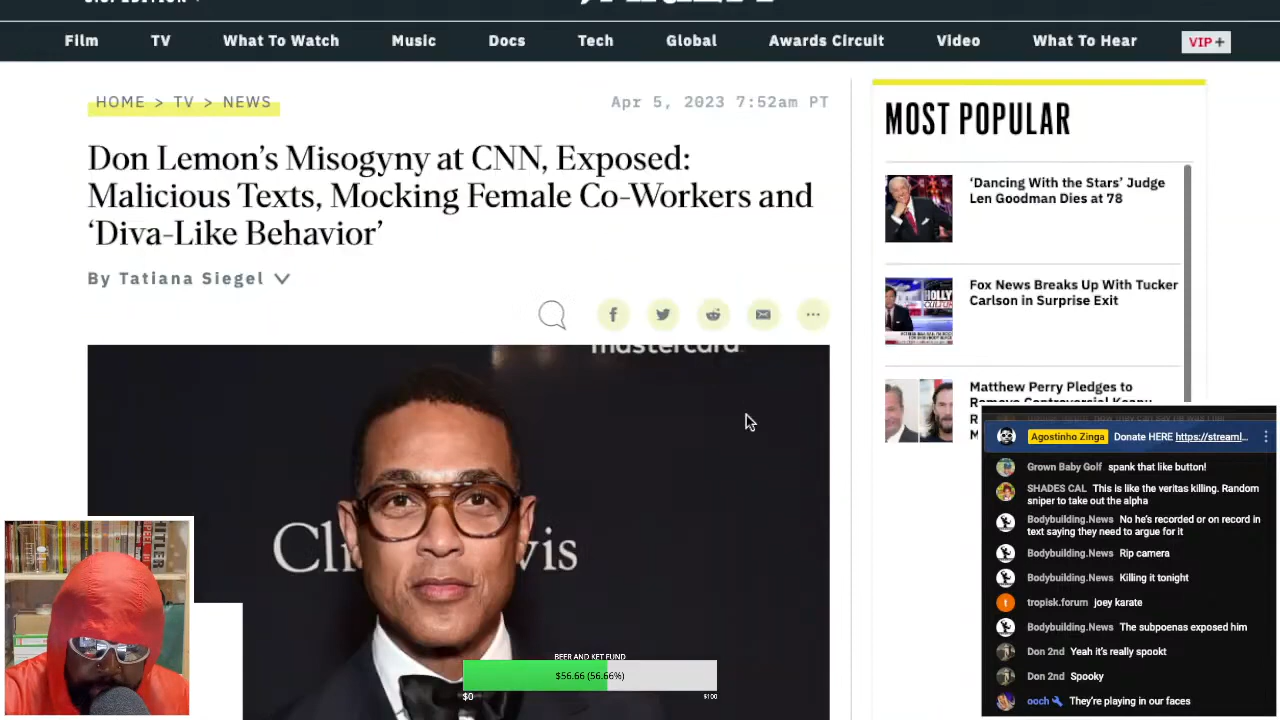 Film TV What To Watch Music Docs Tech Global Awards Circuit Video What To Hear VIP+
HOME > TV > NEWS
Apr 5, 2023 7:52am PT
Don Lemon's Misogyny at CNN, Exposed:
Malicious Texts, Mocking Female Co-Workers and
'Diva-Like Behavior'
By Tatiana Siegel
mastercard
MOST POPULAR
'Dancing With the Stars' Judge
Len Goodman Dies at 78
Fox News Breaks Up With Tucker
Carlson in Surprise Exit
Matthew Perry Pledges to
Agostinho Zinga Donate HERE https://streaml...
Grown Baby Golf spank that like button!
SHADES CAL This is like the veritas killing. Random
sniper to take out the alpha
Bodybuilding.News No he's recorded or on record in
text saying they need to argue for it
Bodybuilding.News Rip camera
Bodybuilding.News Killing it tonight
tropisk.forum joey karate
Bodybuilding.News The subpoenas exposed him
Don 2nd Yeah it's really spookt
Don 2nd Spooky
ooch They're playing in our faces
BEER AND KET FUND
$56.66 (56.66%)
$0
$100